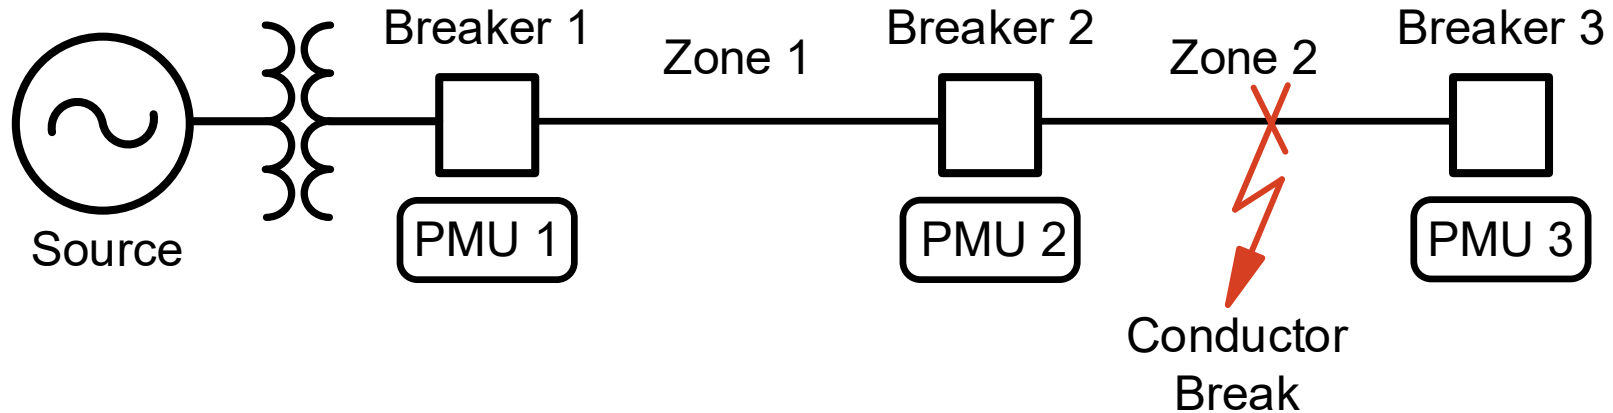 Breaker 1
Breaker 2
Breaker 3
Zone 1
Zone 2
Source
PMU 1
PMU 2
PMU 3
Conductor
Break